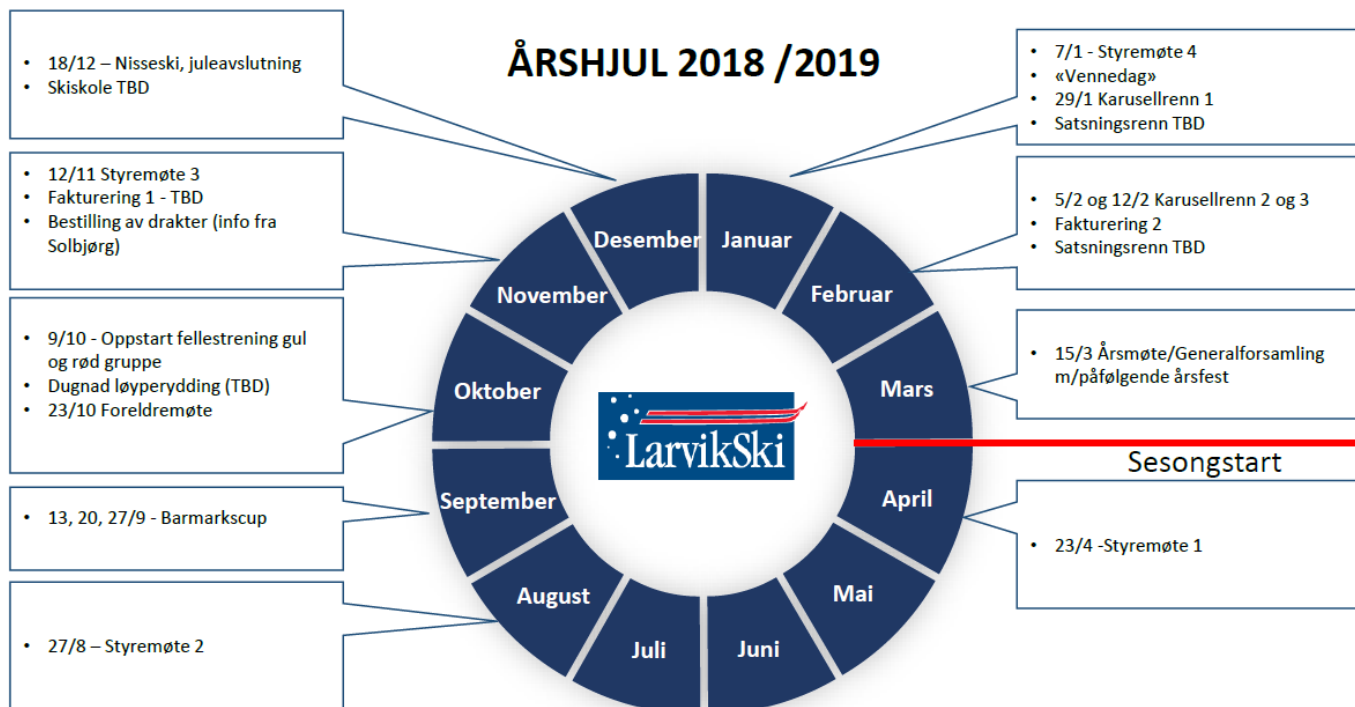 ÅRSHJUL 2018 /2019
• 18/12 – Nisseski, juleavslutning
• Skiskole TBD
• 12/11 Styremøte 3
• Fakturering 1 - TBD
• Bestilling av drakter (info fra
Solbjørg)
• 9/10 - Oppstart fellestrening gul
og rød gruppe
• Dugnad løyperydding (TBD)
• 23/10 Foreldremøte
• 13, 20, 27/9 - Barmarkscup
• 27/8 – Styremøte 2
Desember
Januar
November
Februar
Oktober
Mars
September
April
August
Mai
Juli
Juni
LarvikSki
• 7/1 - Styremøte 4
• «Vennedag»
• 29/1 Karusellrenn 1
• Satsningsrenn TBD
• 5/2 og 12/2 Karusellrenn 2 og 3
• Fakturering 2
• Satsningsrenn TBD
• 15/3 Årsmøte/Generalforsamling
m/påfølgende årsfest
Sesongstart
• 23/4 -Styremøte 1